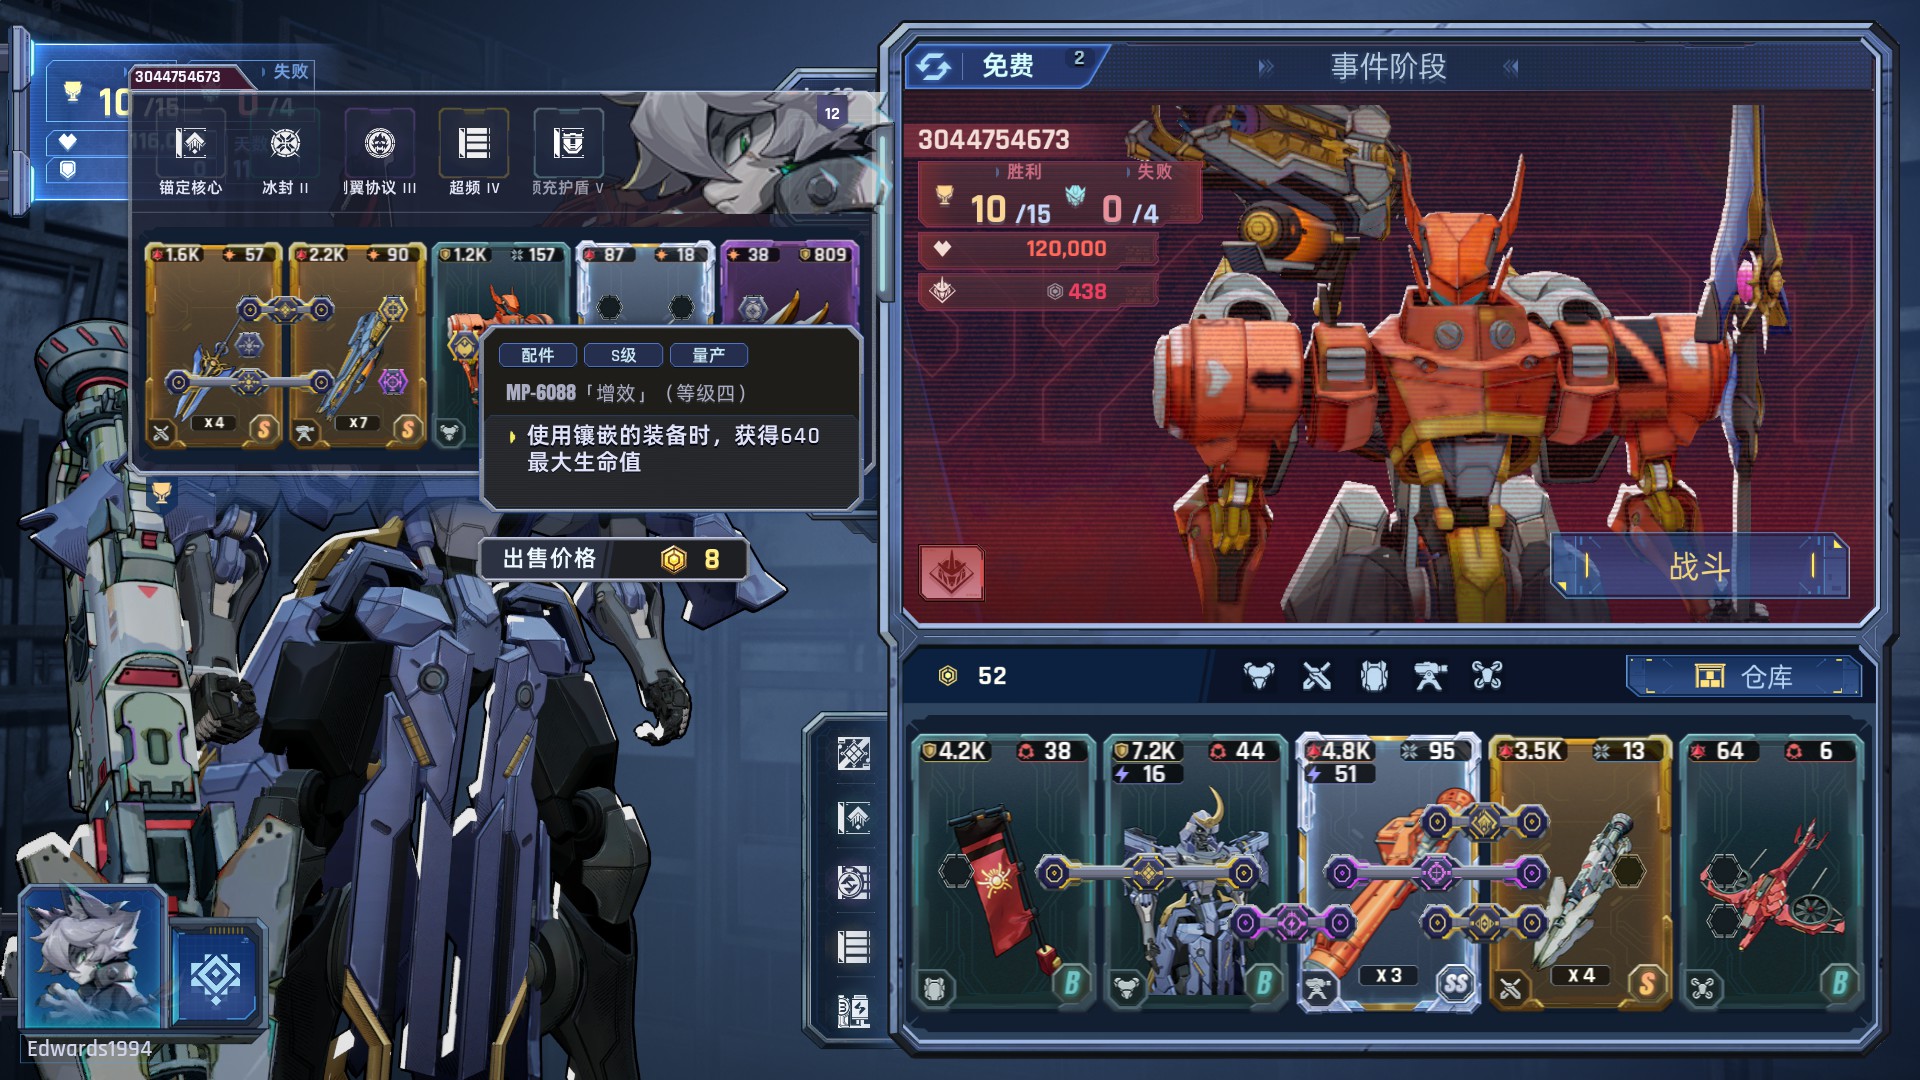 3044754673
失败
10 /15
0 /4
12
锚定核心
冰封 II
翼协议 III
超频 IV
充护盾 V
1.6K 57
2.2K 90
1.2K 157
87 18
38 809
X4 S
X7 S
配件 S级 量产
MP-6088「增效」（等级四）
使用镶嵌的装备时，获得640
最大生命值
出售价格 8
Edwards1994
免费 2
事件阶段
3044754673
胜利 失败
10 /15 0 /4
120,000
438
战斗
52
仓库
4.2K 38
7.2K 44
16
4.8K 95
51
3.5K 13
64 6
B
B
X3 SS
X4 S
B